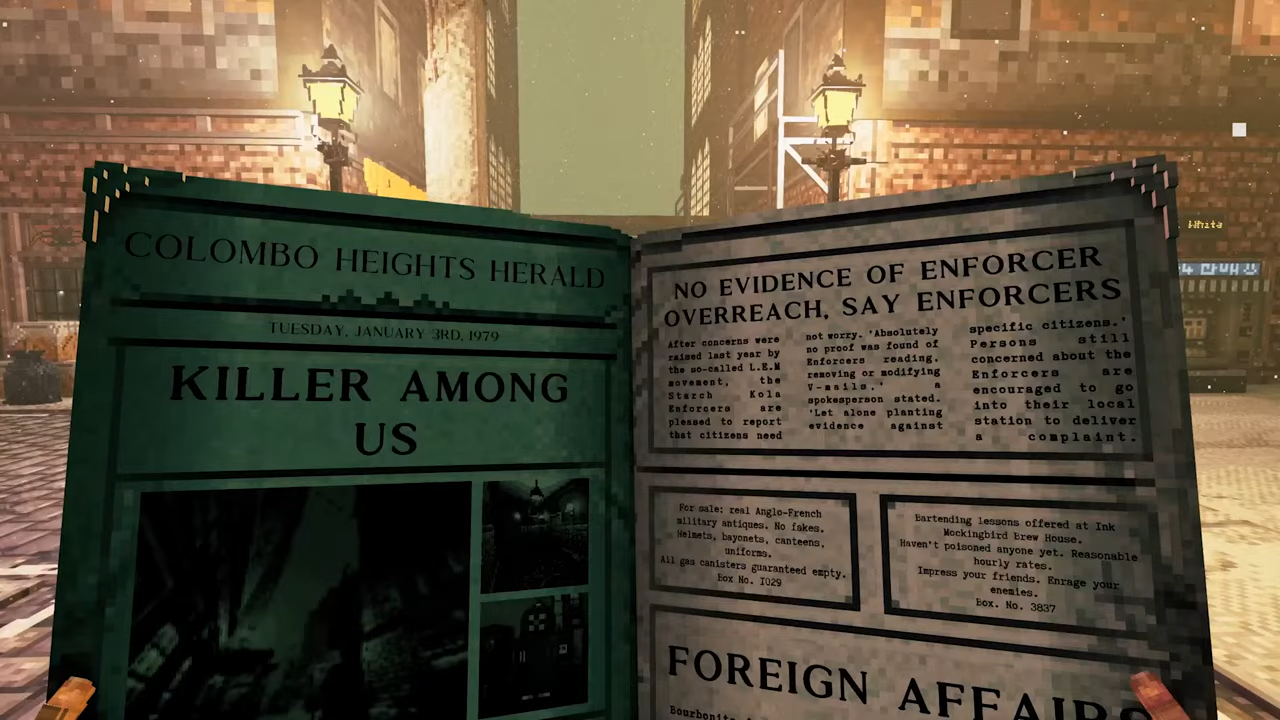 COLOMBO HEIGHTS HERALD
TUESDAY, JANUARY 3RD, 1979
KILLER AMONG
US
NO EVIDENCE OF ENFORCER
OVERREACH, SAY ENFORCERS
After concerns were
raised last year by
the so-called L.E.M
movement, the
Starch Kola
Enforcers are
pleased to report
that citizens need
not worry. 'Absolutely
no proof was found of
Enforcers reading,
removing or modifying
V-mails,' a
spokesperson stated.
'Let alone planting
evidence against
specific citizens.'
Persons still
concerned about the
Enforcers are
encouraged to go
into their local
station to deliver
a complaint.
For sale: real Anglo-French
military antiques. No fakes.
Helmets, bayonets, canteens,
uniforms.
All gas canisters guaranteed empty.
Box No. I029
Bartending lessons offered at Ink
Mockingbird Brew House.
Haven't poisoned anyone yet. Reasonable
hourly rates.
Impress your friends. Enrage your
enemies.
Box. No. 3837
FOREIGN AFFAIRS
White